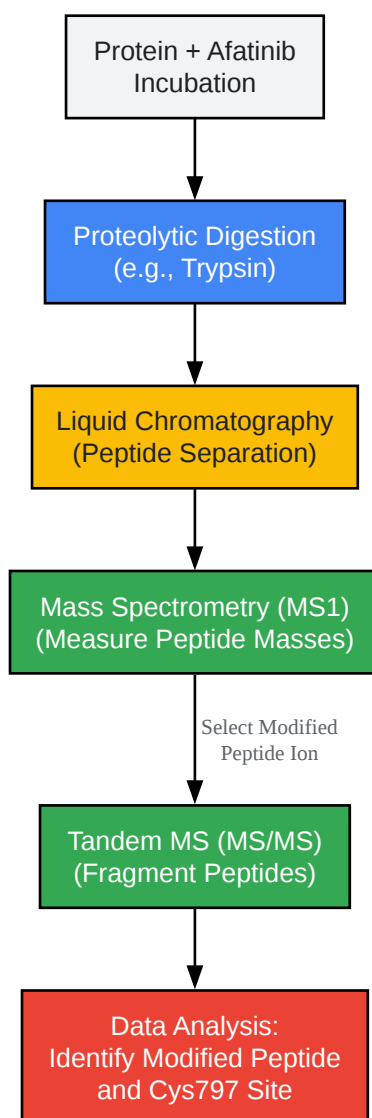 Protein + Afatinib
Incubation
Proteolytic Digestion
(e.g., Trypsin)
Liquid Chromatography
(Peptide Separation)
Mass Spectrometry (MS1)
(Measure Peptide Masses)
Select Modified
Peptide Ion
Tandem MS (MS/MS)
(Fragment Peptides)
Data Analysis:
Identify Modified Peptide
and Cys797 Site